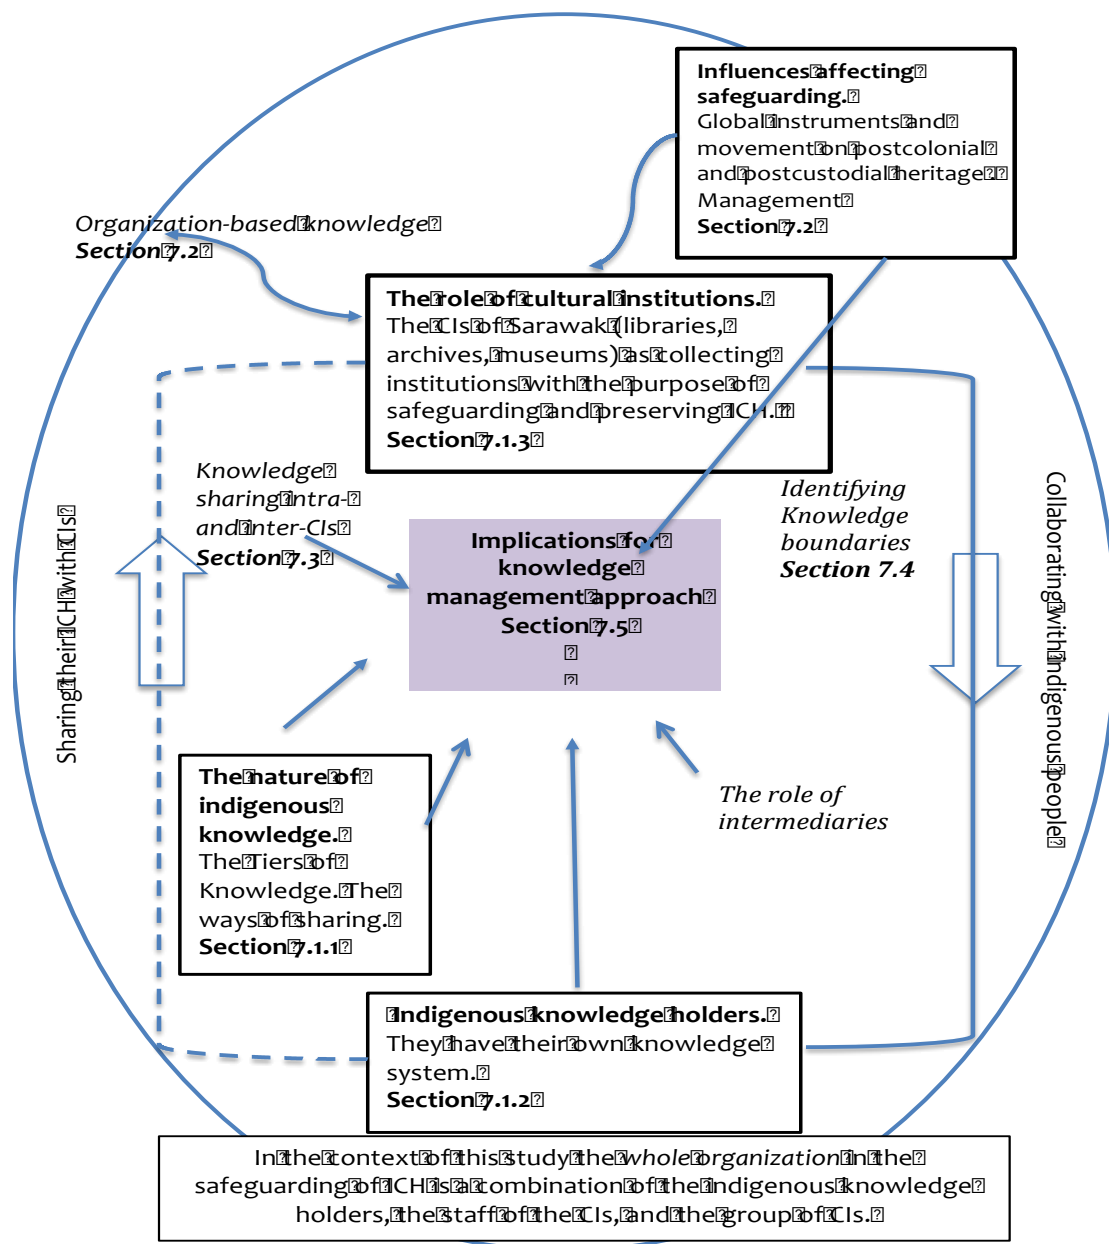 Influences affecting
safeguarding.
Global instruments and
movement on postcolonial
and postcustodial heritage.
Management
Section 7.2
Organization-based knowledge
Section 7.2
The role of cultural institutions.
The CIs of Sarawak (libraries,
archives, museums) as collecting
institutions with the purpose of
safeguarding and preserving ICH.
Section 7.1.3
Knowledge
sharing intra-
and inter-CIs
Section 7.3
Identifying
Knowledge
boundaries
Section 7.4
Sharing their ICH with CIs
Collaborating with indigenous people
Implications for
knowledge
management approach
Section 7.5
The nature of
indigenous
knowledge.
The Tiers of
Knowledge. The
ways of sharing.
Section 7.1.1
The role of
intermediaries
Indigenous knowledge holders.
They have their own knowledge
system.
Section 7.1.2
In the context of this study the whole organization in the
safeguarding of ICH is a combination of the indigenous knowledge
holders, the staff of the CIs, and the group of CIs.